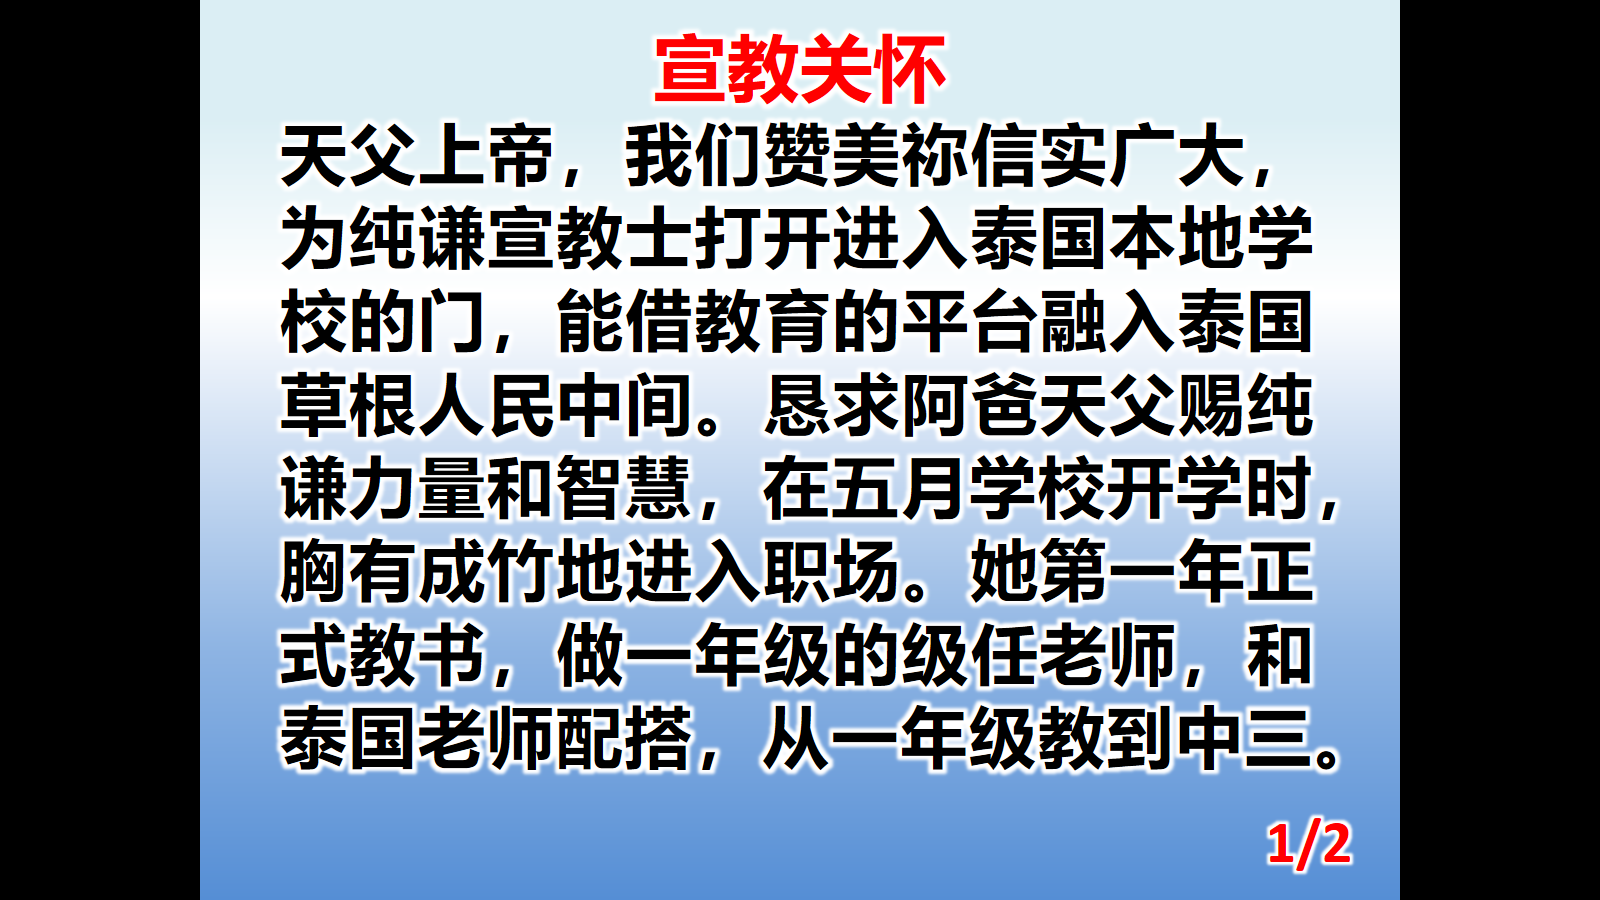 宣教关怀
天父上帝，我们赞美祢信实广大，
为纯谦宣教士打开进入泰国本地学
校的门，能借教育的平台融入泰国
草根人民中间。恳求阿爸天父赐纯
谦力量和智慧，在五月学校开学时，
胸有成竹地进入职场。她第一年正
式教书，做一年级的级任老师，和
泰国老师配搭，从一年级教到中三。
1/2